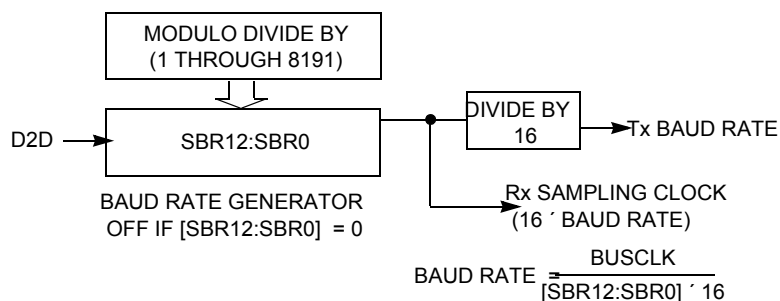 MODULO DIVIDE BY
(1 THROUGH 8191)
D2D
SBR12:SBR0
DIVIDE BY
16
Tx BAUD RATE
BAUD RATE GENERATOR
OFF IF [SBR12:SBR0] = 0
Rx SAMPLING CLOCK
(16 ´ BAUD RATE)
BAUD RATE =
BUSCLK
[SBR12:SBR0] ´ 16